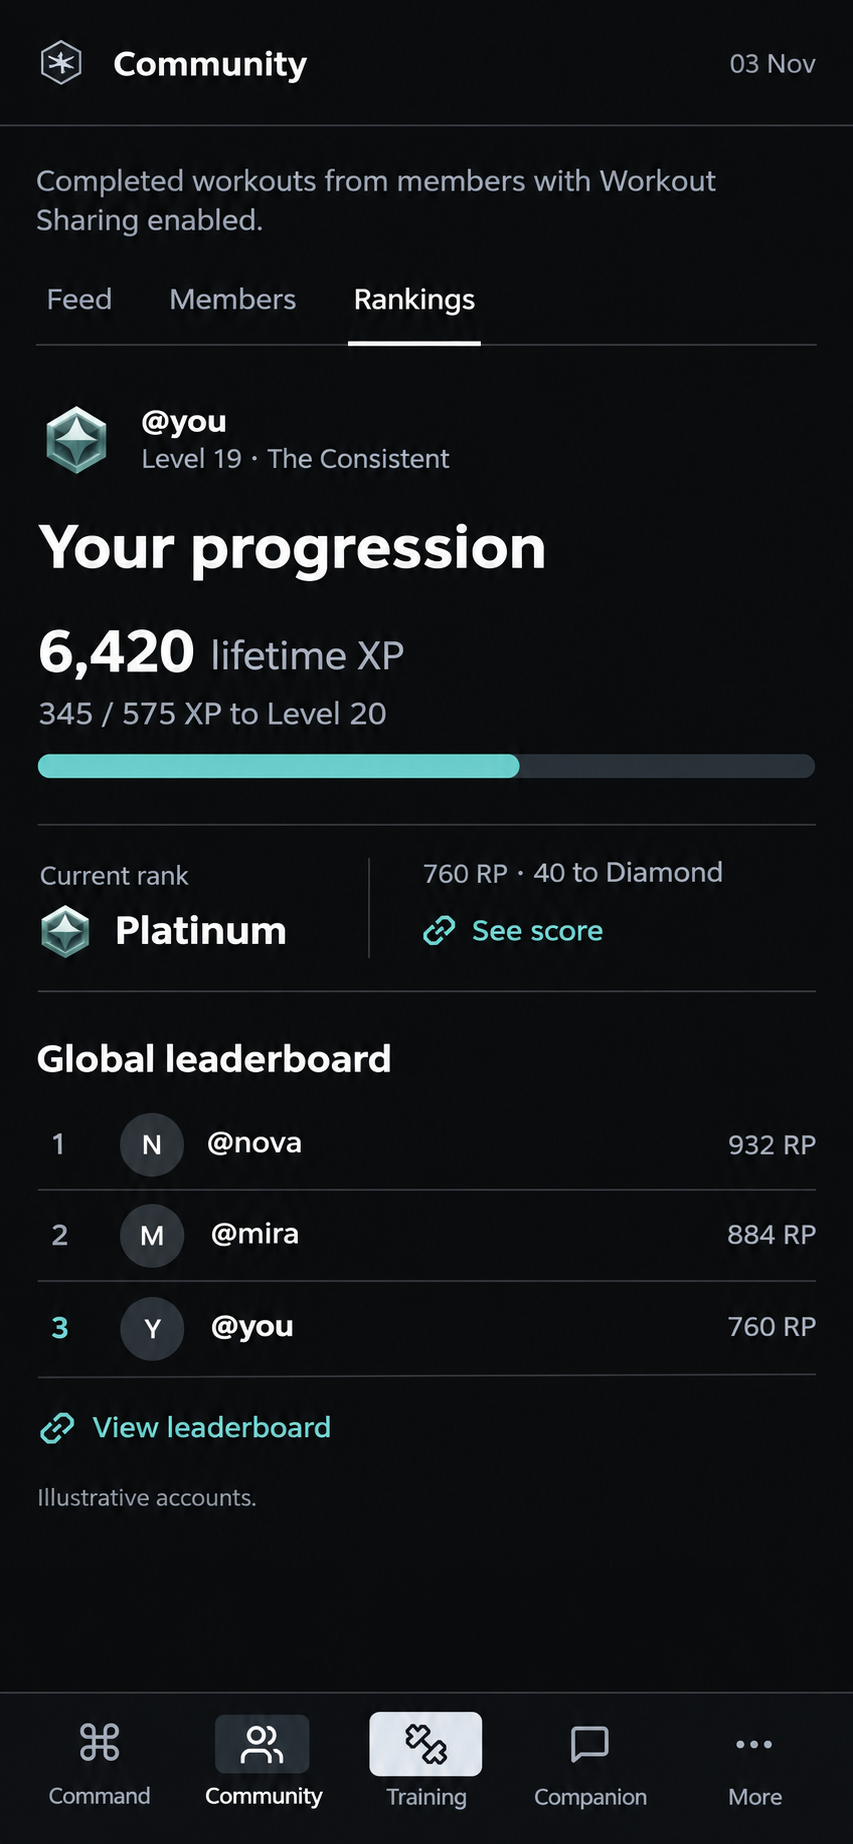 Community
03 Nov
Completed workouts from members with Workout
Sharing enabled.
Feed
Members
Rankings
@you
Level 19 · The Consistent
Your progression
6,420 lifetime XP
345 / 575 XP to Level 20
Current rank
Platinum
760 RP · 40 to Diamond
See score
Global leaderboard
1 N @nova 932 RP
2 M @mira 884 RP
3 Y @you 760 RP
View leaderboard
Illustrative accounts.
Command
Community
Training
Companion
More